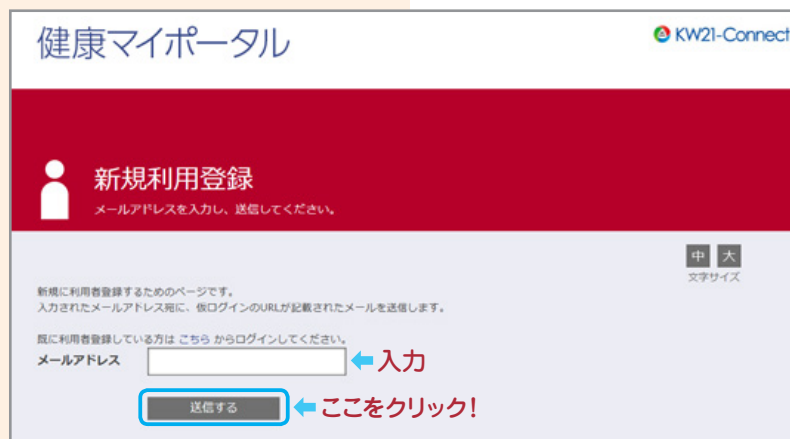 健康マイポータル
KW21-Connect
新規利用登録
メールアドレスを入力し、送信してください。
中 大
文字サイズ
新規に利用者登録するためのページです。
入力されたメールアドレス宛に、仮ログインのURLが記載されたメールを送信します。
既に利用者登録している方は こちら からログインしてください。
メールアドレス
入力
送信する
ここをクリック!